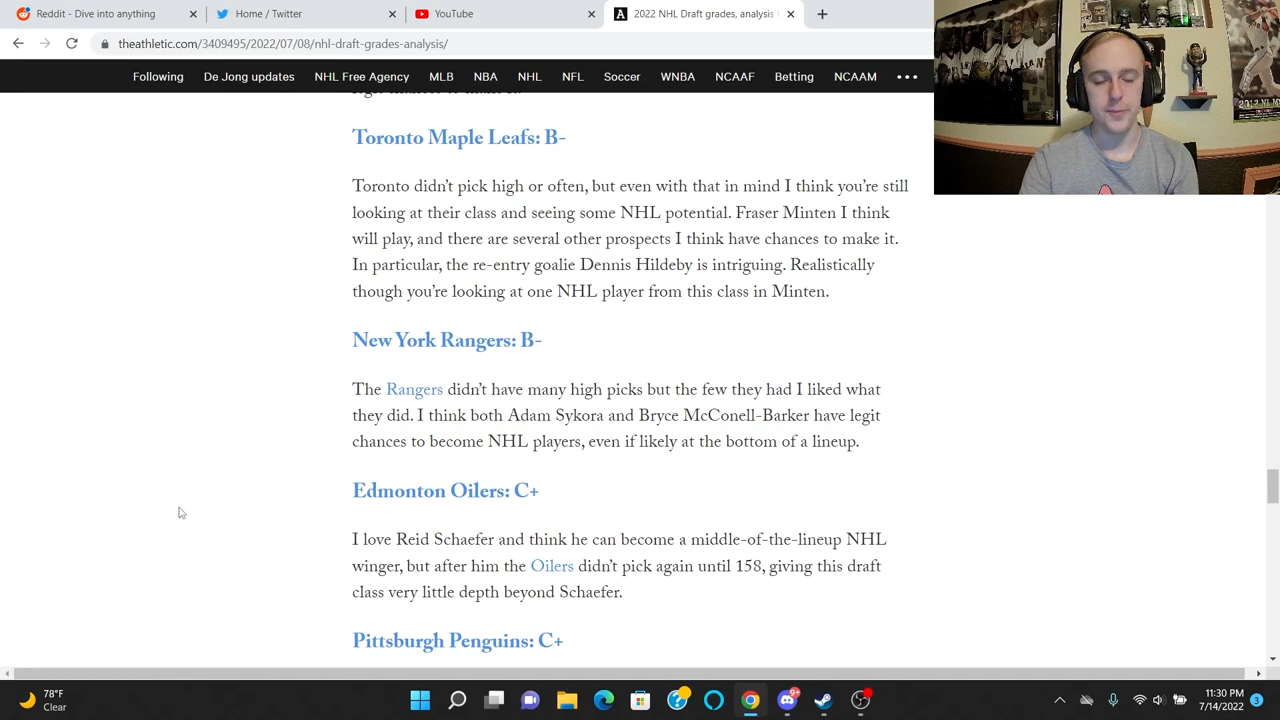 Reddit - Dive into anything
Home / Twitter
YouTube
2022 NHL Draft grades, analysis
theathletic.com/3409495/2022/07/08/nhl-draft-grades-analysis/
Following De Jong updates NHL Free Agency MLB NBA NHL NFL Soccer WNBA NCAAF Betting NCAAM
Toronto Maple Leafs: B-
Toronto didn't pick high or often, but even with that in mind I think you're still
looking at their class and seeing some NHL potential. Fraser Minten I think
will play, and there are several other prospects I think have chances to make it.
In particular, the re-entry goalie Dennis Hildeby is intriguing. Realistically
though you're looking at one NHL player from this class in Minten.
New York Rangers: B-
The Rangers didn't have many high picks but the few they had I liked what
they did. I think both Adam Sykora and Bryce McConell-Barker have legit
chances to become NHL players, even if likely at the bottom of a lineup.
Edmonton Oilers: C+
I love Reid Schaefer and think he can become a middle-of-the-lineup NHL
winger, but after him the Oilers didn't pick again until 158, giving this draft
class very little depth beyond Schaefer.
Pittsburgh Penguins: C+
78°F
Clear
11:30 PM
7/14/2022
3